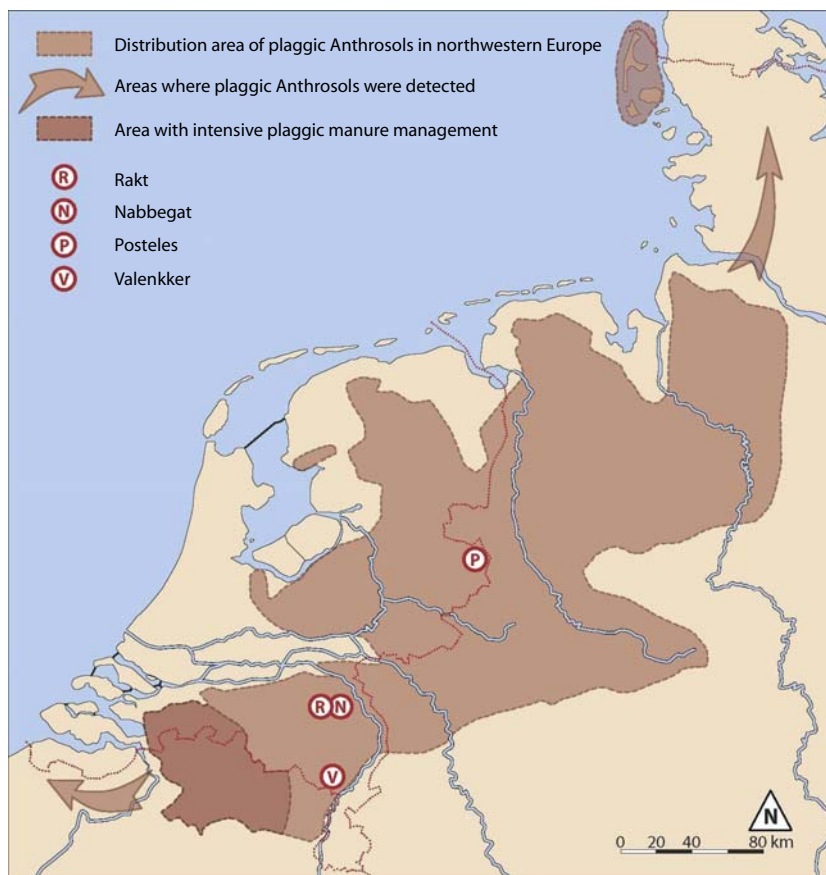 Distribution area of plaggic Anthrosols in northwestern Europe
Areas where plaggic Anthrosols were detected
Area with intensive plaggic manure management
R Rakt
N Nabbegat
P Posteles
V Valenkker
P
R N
V
N
0 20 40 80 km